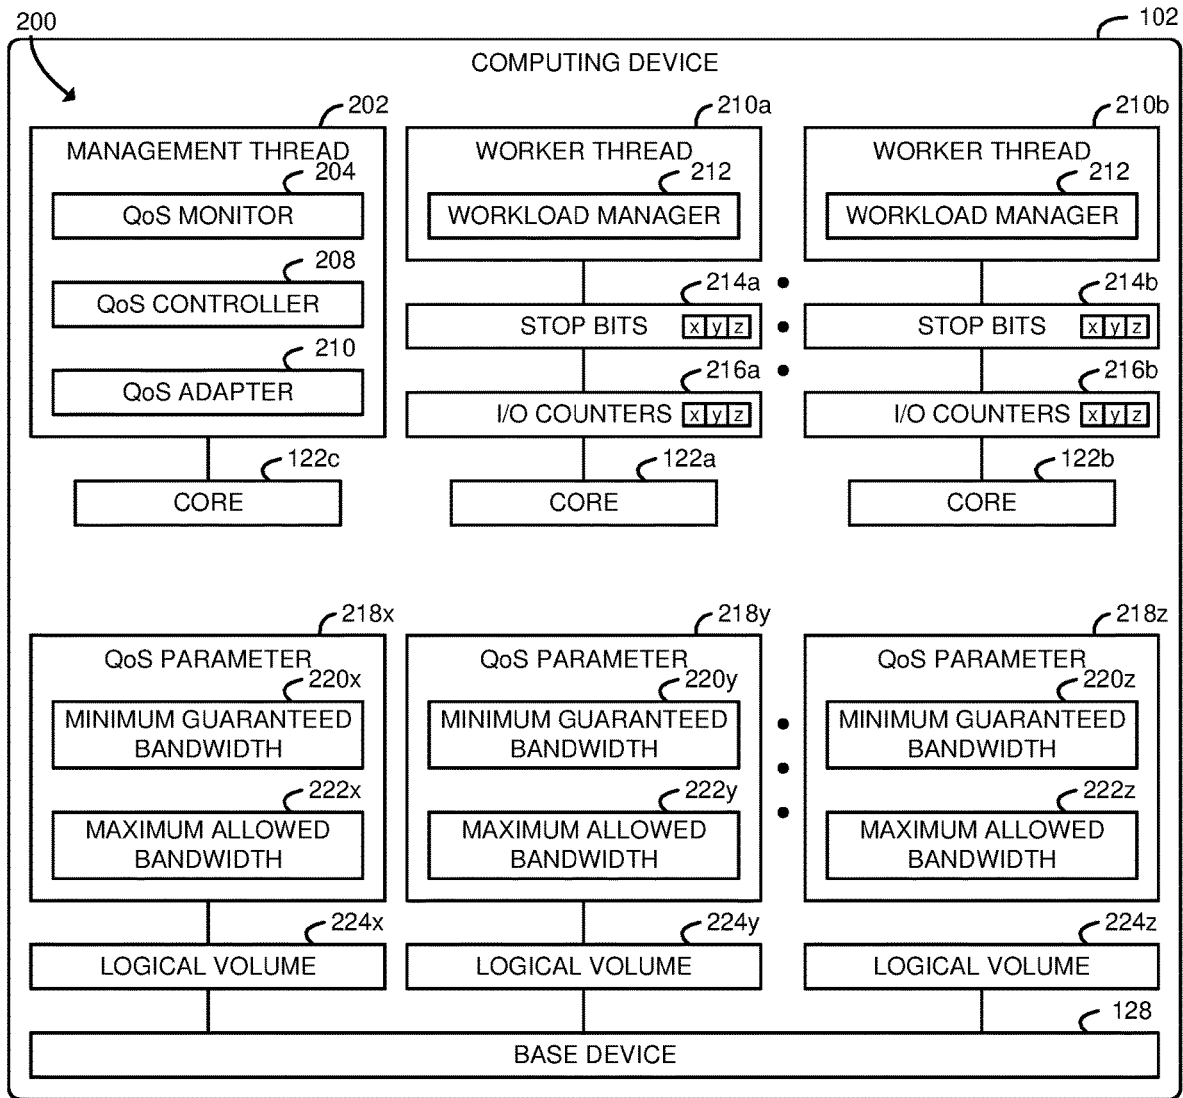 200
102
COMPUTING DEVICE
202
MANAGEMENT THREAD
204
QoS MONITOR
208
QoS CONTROLLER
210
QoS ADAPTER
122c
CORE
210a
WORKER THREAD
212
WORKLOAD MANAGER
214a
STOP BITS x y z
216a
I/O COUNTERS x y z
122a
CORE
210b
WORKER THREAD
212
WORKLOAD MANAGER
214b
STOP BITS x y z
216b
I/O COUNTERS x y z
122b
CORE
218x
QoS PARAMETER
220x
MINIMUM GUARANTEED
BANDWIDTH
222x
MAXIMUM ALLOWED
BANDWIDTH
224x
LOGICAL VOLUME
218y
QoS PARAMETER
220y
MINIMUM GUARANTEED
BANDWIDTH
222y
MAXIMUM ALLOWED
BANDWIDTH
224y
LOGICAL VOLUME
218z
QoS PARAMETER
220z
MINIMUM GUARANTEED
BANDWIDTH
222z
MAXIMUM ALLOWED
BANDWIDTH
224z
LOGICAL VOLUME
128
BASE DEVICE